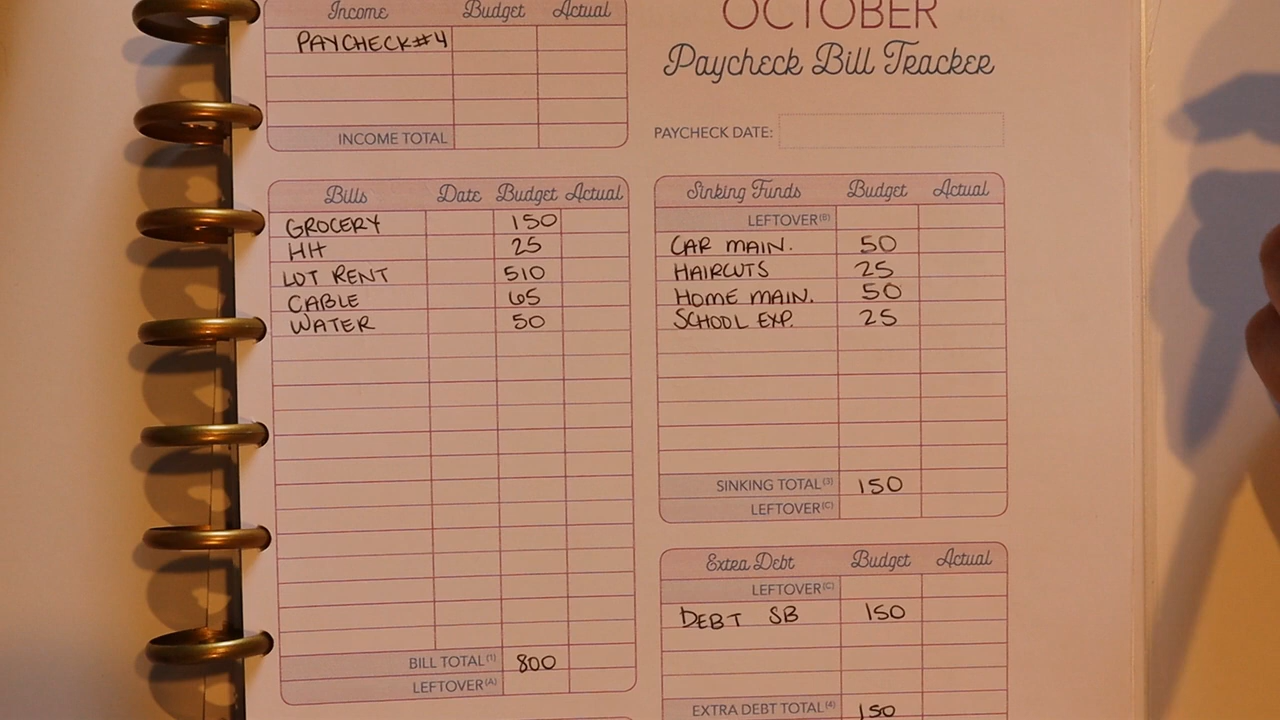 Income Budget Actual
PAYCHECK#4
INCOME TOTAL
OCTOBER
Paycheck Bill Tracker
PAYCHECK DATE:
Bills Date Budget Actual
GROCERY 150
HH 25
LOT RENT 510
CABLE 65
WATER 50
BILL TOTAL(1) 800
LEFTOVER(A)
Sinking Funds Budget Actual
LEFTOVER(B)
CAR MAIN. 50
HAIRCUTS 25
HOME MAIN. 50
SCHOOL EXP. 25
SINKING TOTAL(3) 150
LEFTOVER(C)
Extra Debt Budget Actual
LEFTOVER(C)
DEBT SB 150
EXTRA DEBT TOTAL(4) 150